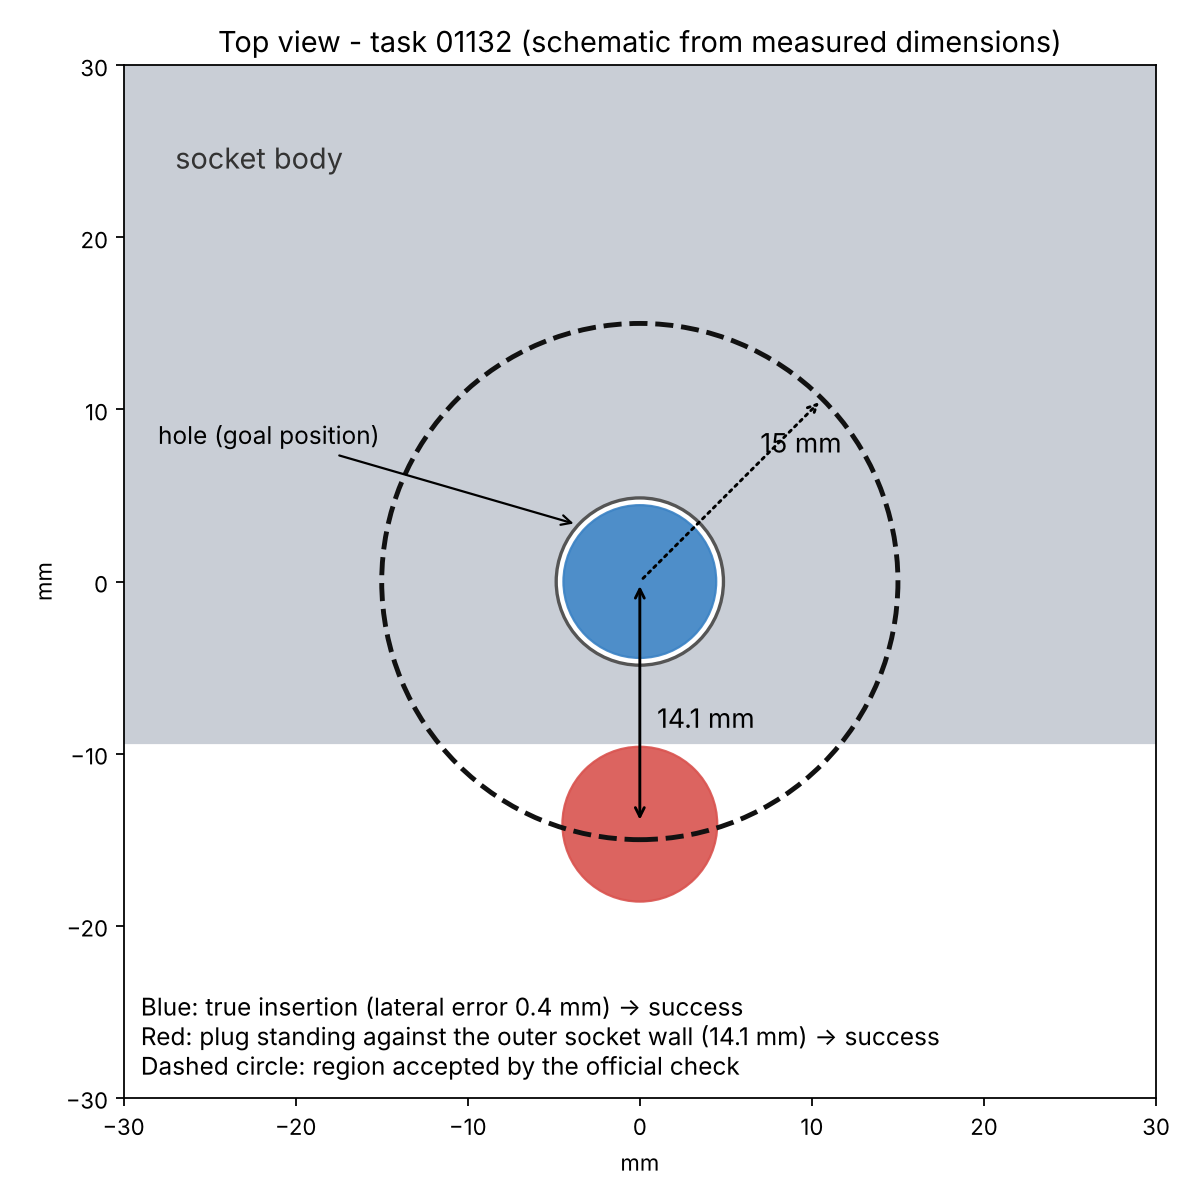 Top view - task 01132 (schematic from measured dimensions)
30
socket body
20
10
hole (goal position)
15 mm
0
mm
14.1 mm
−10
−20
Blue: true insertion (lateral error 0.4 mm) → success
Red: plug standing against the outer socket wall (14.1 mm) → success
Dashed circle: region accepted by the official check
−30
−30 −20 −10 0 10 20 30
mm